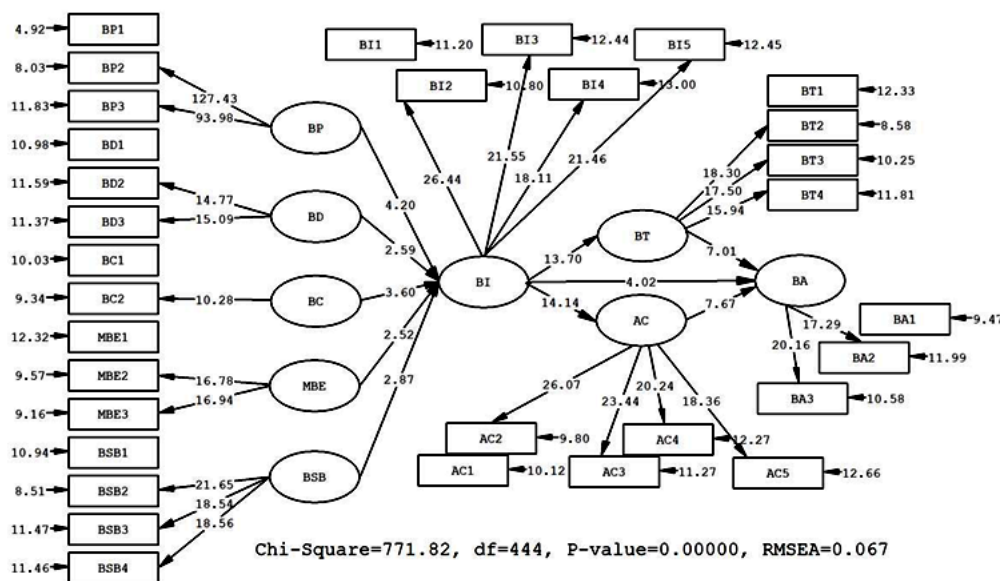 4.92 BP1
8.03 BP2
11.83 BP3
10.98 BD1
11.59 BD2
11.37 BD3
10.03 BC1
9.34 BC2
12.32 MBE1
9.57 MBE2
9.16 MBE3
10.94 BSB1
8.51 BSB2
11.47 BSB3
11.46 BSB4
127.43
93.98
14.77
15.09
10.28
16.78
16.94
21.65
18.54
18.56
BP
BD
BC
MBE
BSB
4.20
2.59
3.60
2.52
2.87
BI
BI1 11.20
BI2 10.80
BI3 12.44
BI4 13.00
BI5 12.45
26.44
21.55
18.11
21.46
13.70
4.02
14.14
BT
AC
7.01
7.67
BA
18.30
17.50
15.94
BT1 12.33
BT2 8.58
BT3 10.25
BT4 11.81
17.29
20.16
BA1 9.47
BA2 11.99
BA3 10.58
26.07
23.44
20.24
18.36
AC2 9.80
AC1 10.12
AC4 12.27
AC3 11.27
AC5 12.66
Chi-Square=771.82, df=444, P-value=0.00000, RMSEA=0.067